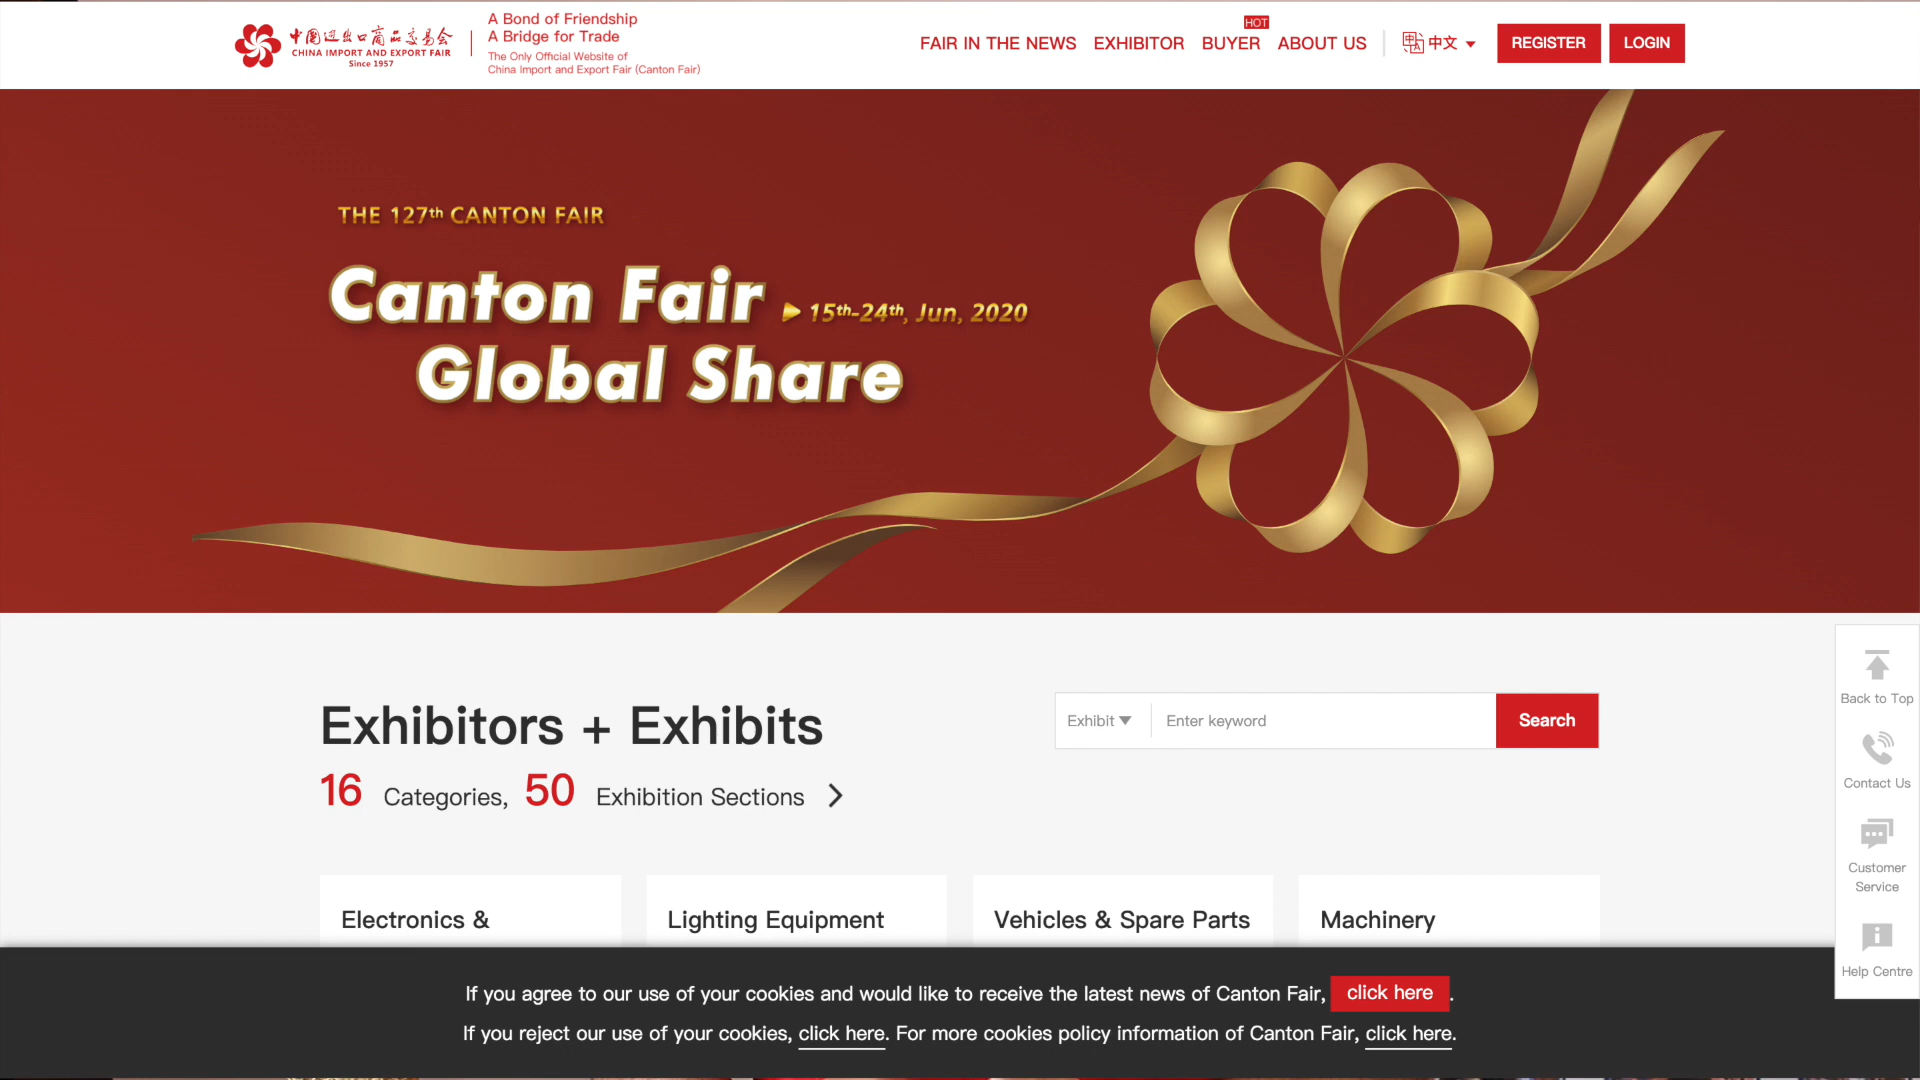 中国进出口商品交易会
CHINA IMPORT AND EXPORT FAIR
Since 1957
A Bond of Friendship
A Bridge for Trade
The Only Official Website of
China Import and Export Fair (Canton Fair)
FAIR IN THE NEWS
EXHIBITOR
HOT
BUYER
ABOUT US
中文
REGISTER
LOGIN
THE 127th CANTON FAIR
Canton Fair
15th-24th, Jun, 2020
Global Share
Exhibitors + Exhibits
16 Categories, 50 Exhibition Sections
Exhibit
Enter keyword
Search
Back to Top
Contact Us
Customer
Service
Help Centre
Electronics &
Lighting Equipment
Vehicles & Spare Parts
Machinery
If you agree to our use of your cookies and would like to receive the latest news of Canton Fair, click here .
If you reject our use of your cookies, click here. For more cookies policy information of Canton Fair, click here.